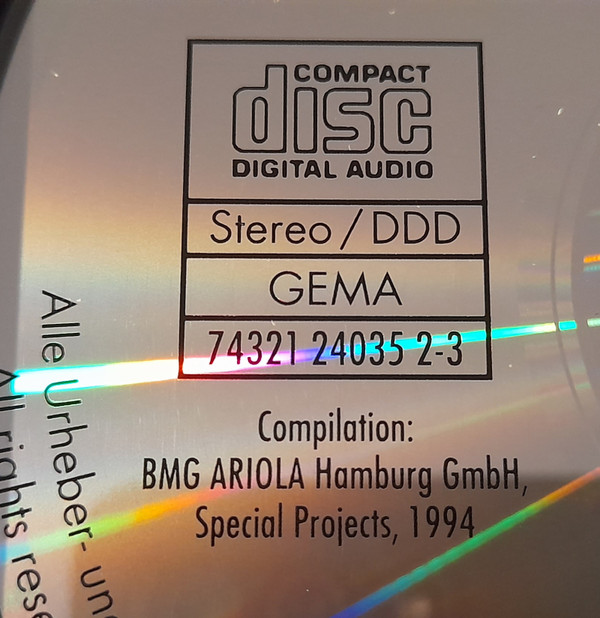 COMPACT
disc
DIGITAL AUDIO
Stereo / DDD
GEMA
74321 24035 2-3
Compilation:
BMG ARIOLA Hamburg GmbH,
Special Projects, 1994
Alle Urheber- und
All rights rese